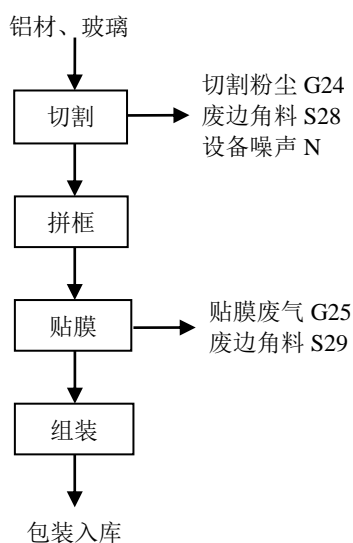 铝材、玻璃
切割
切割粉尘 G24
废边角料 S28
设备噪声 N
拼框
贴膜
贴膜废气 G25
废边角料 S29
组装
包装入库